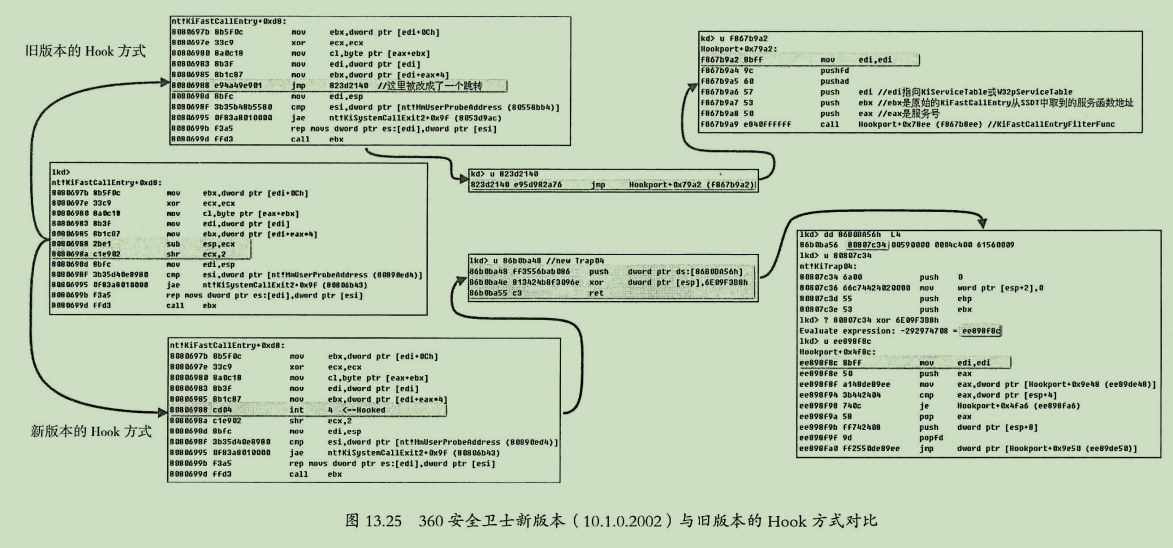 旧版本的 Hook 方式
nt!KiFastCallEntry+0xd8:
8080697b 8b5f0c mov ebx,dword ptr [edi+0Ch]
8080697e 33c9 xor ecx,ecx
80806980 8a0c18 mov cl,byte ptr [eax+ebx]
80806983 8b3f mov edi,dword ptr [edi]
80806985 8b1c87 mov ebx,dword ptr [edi+eax*4]
80806988 e94a49e901 jmp 823d2140 //这里被改成了一个跳转
8080698d 8bfc mov edi,esp
8080698f 3b35b48b5580 cmp esi,dword ptr [nt!MmUserProbeAddress (80558bb4)]
80806995 0f83a8010000 jae nt!KiSystemCallExit2+0x9f (8053d9ac)
8080699b f3a5 rep movs dword ptr es:[edi],dword ptr [esi]
8080699d ffd3 call ebx
kd> u f867b9a2
Hookport+0x79a2:
f867b9a2 8bff mov edi,edi
f867b9a4 9c pushfd
f867b9a5 60 pushad
f867b9a6 57 push edi //edi指向KiServiceTable或W32pServiceTable
f867b9a7 53 push ebx //ebx是原始的KiFastCallEntry从SSDT中取到的服务函数地址
f867b9a8 50 push eax //eax是服务号
f867b9a9 e840ffffff call Hookport+0x78ee (f867b8ee) //KiFastCallEntryFilterFunc
kd> u 823d2140
823d2140 e95d982a76 jmp Hookport+0x79a2 (f867b9a2)
lkd>
nt!KiFastCallEntry+0xd8:
8080697b 8b5f0c mov ebx,dword ptr [edi+0Ch]
8080697e 33c9 xor ecx,ecx
80806980 8a0c18 mov cl,byte ptr [eax+ebx]
80806983 8b3f mov edi,dword ptr [edi]
80806985 8b1c87 mov ebx,dword ptr [edi+eax*4]
80806988 2be1 sub esp,ecx
8080698a c1e902 shr ecx,2
8080698d 8bfc mov edi,esp
8080698f 3b35d40e8980 cmp esi,dword ptr [nt!MmUserProbeAddress (80890ed4)]
80806995 0f83a8010000 jae nt!KiSystemCallExit2+0x9f (80806b43)
8080699b f3a5 rep movs dword ptr es:[edi],dword ptr [esi]
8080699d ffd3 call ebx
lkd> u 86b0ba48 //new Trap04
86b0ba48 ff3556bab086 push dword ptr ds:[86B0BA56h]
86b0ba4e 813424b8f3096e xor dword ptr [esp],6E09F3B8h
86b0ba55 c3 ret
lkd> dd 86B0BA56h L4
86b0ba56 80807c34 00590000 0004c400 61560009
lkd> u 80807c34
nt!KiTrap04:
80807c34 6a00 push 0
80807c36 66c74424020000 mov word ptr [esp+2],0
80807c3d 55 push ebp
80807c3e 53 push ebx
lkd> ? 80807c34 xor 6E09F3B8h
Evaluate expression: -292974708 = ee898f8c
lkd> u ee898f8c
Hookport+0x4f8c:
ee898f8c 8bff mov edi,edi
ee898f8e 50 push eax
ee898f8f a148de89ee mov eax,dword ptr [Hookport+0x9e48 (ee89de48)]
ee898f94 3b442404 cmp eax,dword ptr [esp+4]
ee898f98 740c je Hookport+0x4fa6 (ee898fa6)
ee898f9a 58 pop eax
ee898f9b ff742408 push dword ptr [esp+8]
ee898f9f 9d popfd
ee898fa0 ff2550de89ee jmp dword ptr [Hookport+0x9e50 (ee89de50)]
新版本的 Hook 方式
nt!KiFastCallEntry+0xd8:
8080697b 8b5f0c mov ebx,dword ptr [edi+0Ch]
8080697e 33c9 xor ecx,ecx
80806980 8a0c18 mov cl,byte ptr [eax+ebx]
80806983 8b3f mov edi,dword ptr [edi]
80806985 8b1c87 mov ebx,dword ptr [edi+eax*4]
80806988 cd04 int 4 <--Hooked
8080698a c1e902 shr ecx,2
8080698d 8bfc mov edi,esp
8080698f 3b35d40e8980 cmp esi,dword ptr [nt!MmUserProbeAddress (80890ed4)]
80806995 0f83a8010000 jae nt!KiSystemCallExit2+0x9f (80806b43)
8080699b f3a5 rep movs dword ptr es:[edi],dword ptr [esi]
8080699d ffd3 call ebx
图 13.25 360 安全卫士新版本（10.1.0.2002）与旧版本的 Hook 方式对比